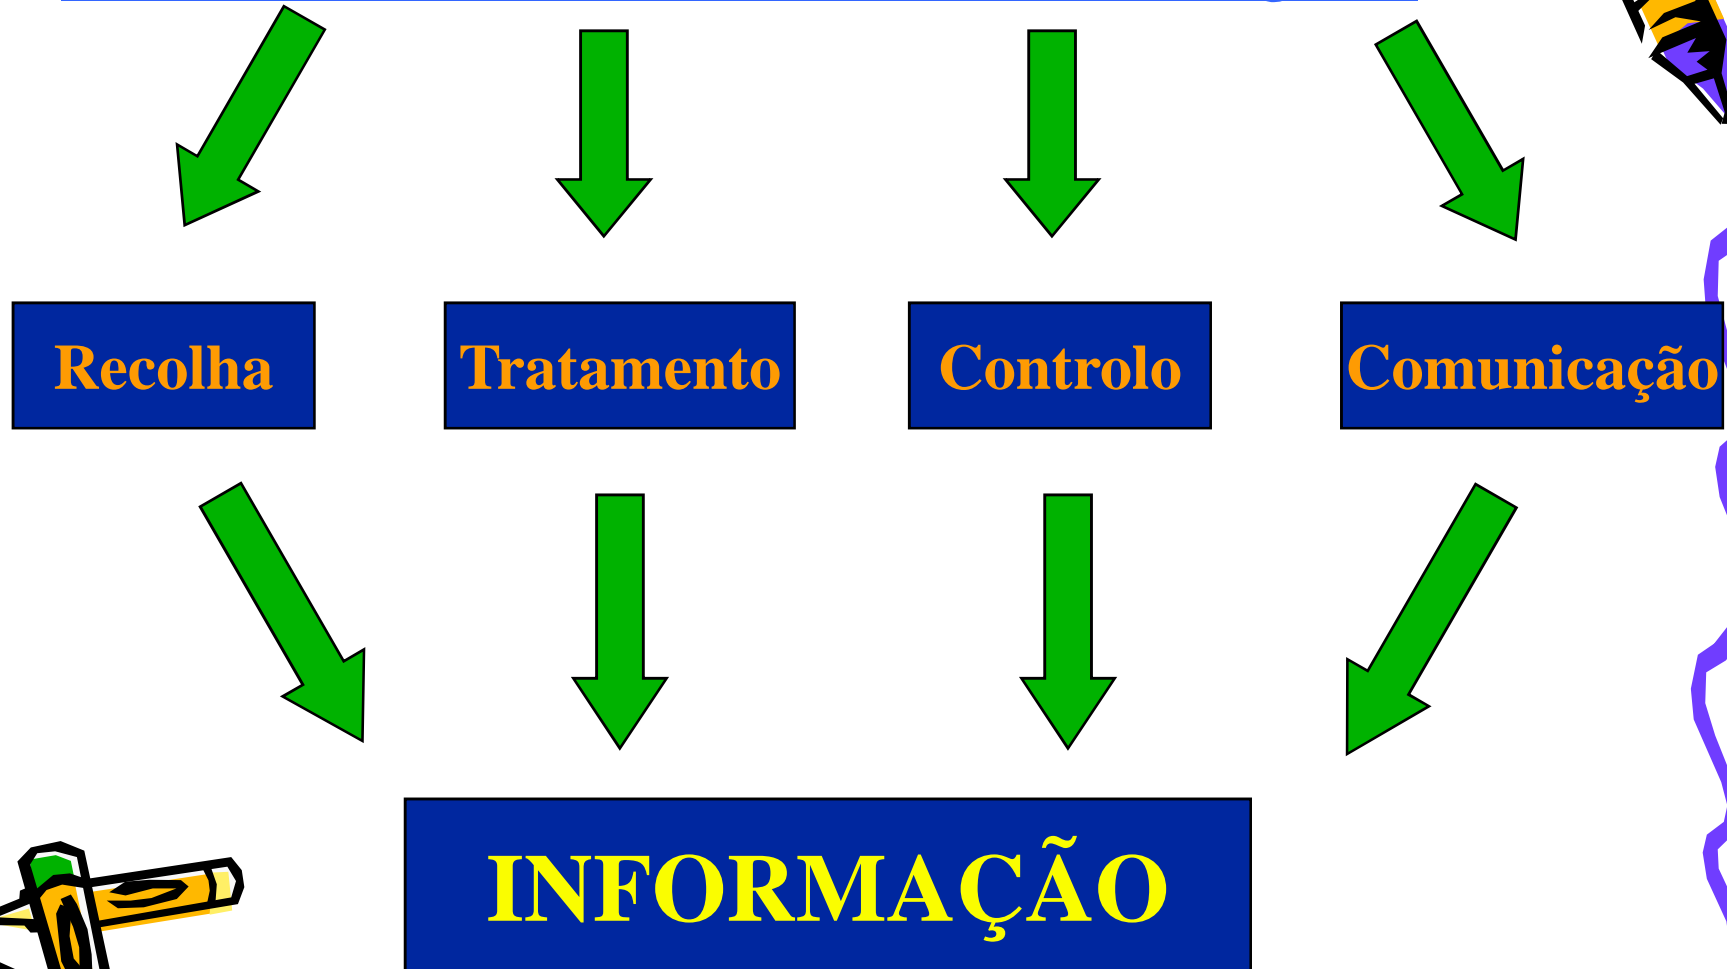 Recolha
Tratamento
Controlo
Comunicação
INFORMAÇÃO